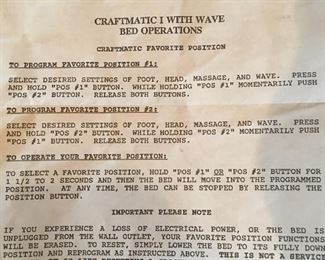 CRAFTMATIC I WITH WAVE
BED OPERATIONS
CRAFTMATIC FAVORITE POSITION
TO PROGRAM FAVORITE POSITION #1:
SELECT DESIRED SETTINGS OF FOOT, HEAD, MASSAGE, AND WAVE. PRESS
AND HOLD "POS #1" BUTTON. WHILE HOLDING "POS #1" MOMENTARILY PUSH
"POS #2" BUTTON. RELEASE BOTH BUTTONS.
TO PROGRAM FAVORITE POSITION #2:
SELECT DESIRED SETTINGS OF FOOT, HEAD, MASSAGE, AND WAVE. PRESS
AND HOLD "POS #2" BUTTON. WHILE HOLDING "POS #2" MOMENTARILY PUSH
"POS #1" BUTTON. RELEASE BOTH BUTTONS.
TO OPERATE YOUR FAVORITE POSITION:
TO SELECT A FAVORITE POSITION, HOLD "POS #1" OR "POS #2" BUTTON FOR
1 1/2 TO 2 SECONDS AND THEN THE BED WILL MOVE INTO THE PROGRAMMED
POSITION. AT ANY TIME, THE BED CAN BE STOPPED BY RELEASING THE
POSITION BUTTON.
IMPORTANT PLEASE NOTE
IF YOU EXPERIENCE A LOSS OF ELECTRICAL POWER, OR THE BED IS
UNPLUGGED FROM THE WALL OUTLET, YOUR FAVORITE POSITION FUNCTIONS
WILL BE ERASED. TO RESET, SIMPLY LOWER THE BED TO ITS FULLY DOWN
POSITION AND REPROGRAM AS INSTRUCTED ABOVE. THIS IS NOT A SERVICE